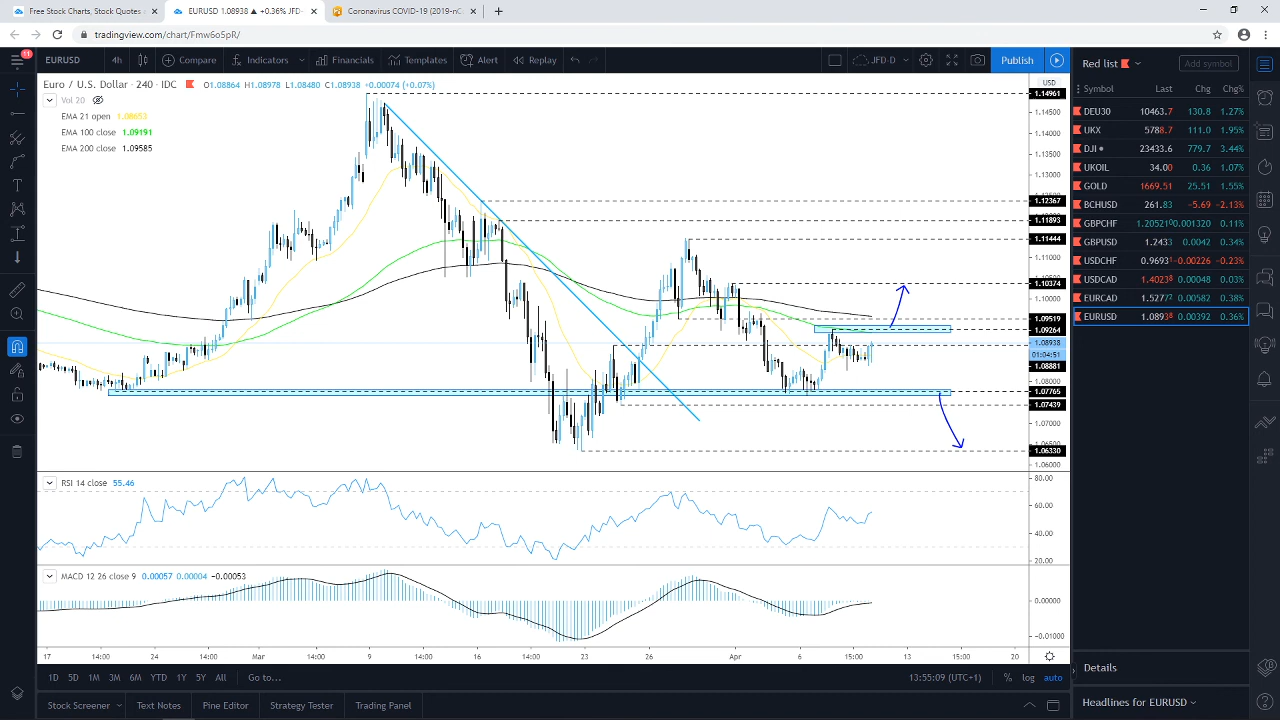 Free Stock Charts, Stock Quotes
EURUSD 1.08938 ▲ +0.36% JFD-
Coronavirus COVID-19 (2019-nC
tradingview.com/chart/Fmw6o5pR/
11
EURUSD 4h Compare Indicators Financials Templates Alert Replay JFD-D Publish
Euro / U.S. Dollar · 240 · IDC O1.08864 H1.08978 L1.08480 C1.08938 +0.00074 (+0.07%)
Vol 20
EMA 21 open 1.08653
EMA 100 close 1.09191
EMA 200 close 1.09585
USD
1.14961
1.14500
1.14000
1.13500
1.13000
1.12367
1.11893
1.11444
1.11000
1.10374
1.10000
1.09519
1.09264
1.08938
01:04:51
1.08881
1.08000
1.07765
1.07439
1.07000
1.06330
1.06000
RSI 14 close 55.46
80.00
60.00
40.00
20.00
MACD 12 26 close 9 0.00057 0.00004 −0.00053
0.00000
-0.01000
17 14:00 24 14:00 Mar 14:00 9 14:00 16 14:00 23 26 Apr 6 15:00 13 15:00 20
1D 5D 1M 3M 6M YTD 1Y 5Y All Go to... 13:55:09 (UTC+1) % log auto
Stock Screener Text Notes Pine Editor Strategy Tester Trading Panel
Red list Add symbol
Symbol Last Chg Chg%
DEU30 10463.7 130.8 1.27%
UKX 5788.7 111.0 1.95%
DJI 23433.6 779.7 3.44%
UKOIL 34.00 0.36 1.07%
GOLD 1669.51 25.51 1.55%
BCHUSD 261.83 -5.69 -2.13%
GBPCHF 1.20521 0.001320 0.11%
GBPUSD 1.2433 0.0042 0.34%
USDCHF 0.9693 -0.00226 -0.23%
USDCAD 1.40238 0.00048 0.03%
EURCAD 1.52777 0.00582 0.38%
EURUSD 1.08938 0.00392 0.36%
Details
Headlines for EURUSD